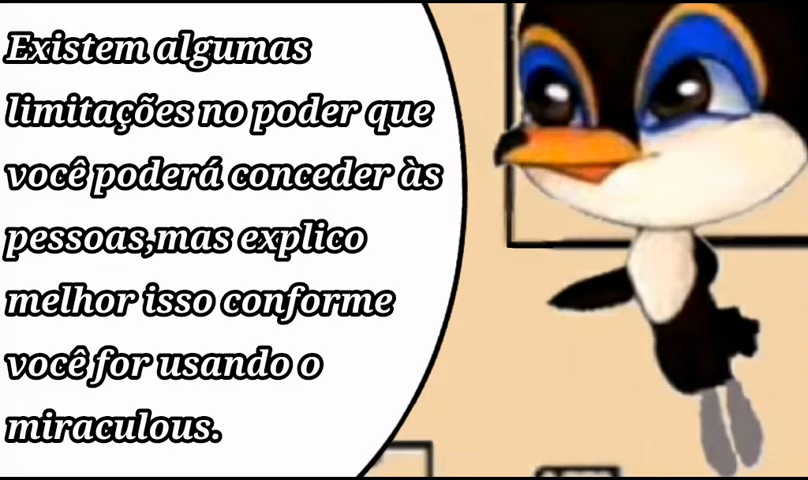 Existem algumas
limitações no poder que
você poderá conceder às
pessoas,mas explico
melhor isso conforme
você for usando o
miraculous.